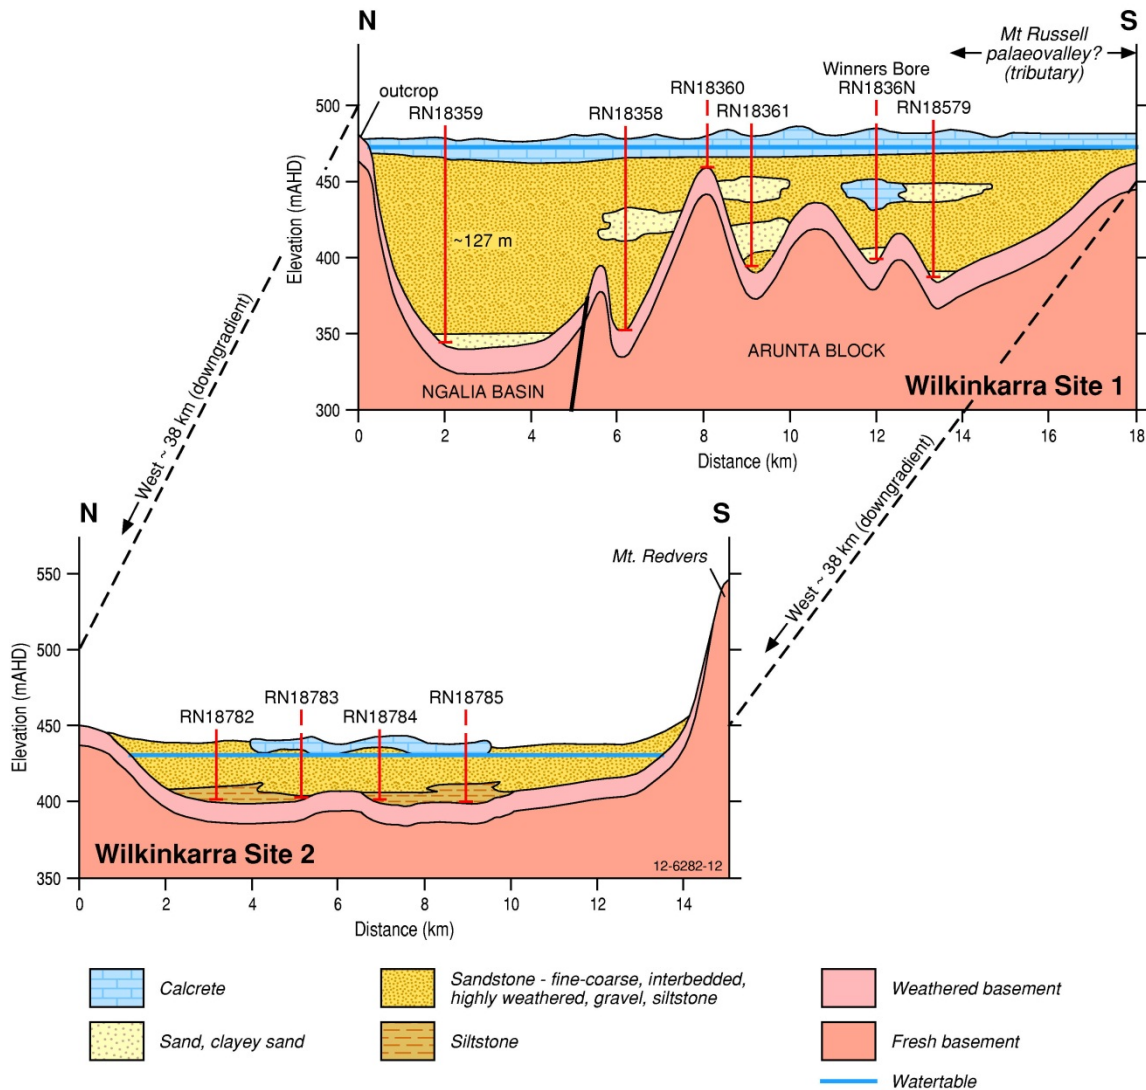 N
S
Mt Russell
palaeovalley?
(tributary)
outcrop
RN18359
RN18358
RN18360
RN18361
Winners Bore
RN1836N
RN18579
500
450
400
350
300
Elevation (mAHD)
~127 m
NGALIA BASIN
ARUNTA BLOCK
Wilkinkarra Site 1
0
2
4
6
8
10
12
14
16
18
Distance (km)
West ~ 38 km (downgradient)
West ~ 38 km (downgradient)
N
S
Mt. Redvers
550
500
450
400
350
Elevation (mAHD)
RN18782
RN18783
RN18784
RN18785
Wilkinkarra Site 2
12-6282-12
0
2
4
6
8
10
12
14
Distance (km)
Calcrete
Sand, clayey sand
Sandstone - fine-coarse, interbedded,
highly weathered, gravel, siltstone
Siltstone
Weathered basement
Fresh basement
Watertable